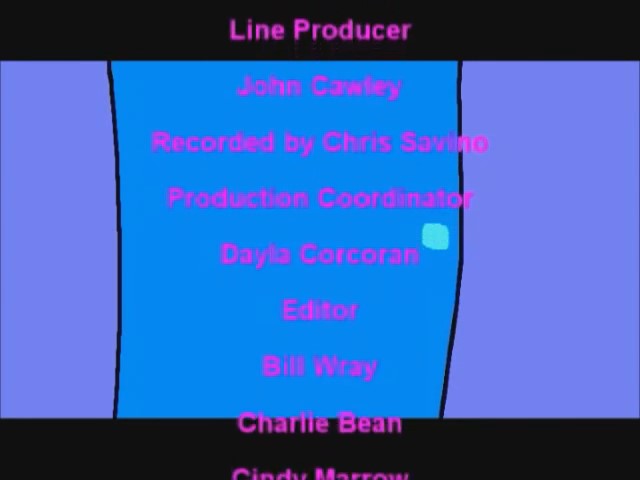 Line Producer
John Cawley
Recorded by Chris Savino
Production Coordinator
Dayla Corcoran
Editor
Bill Wray
Charlie Bean
Cindy Marrow